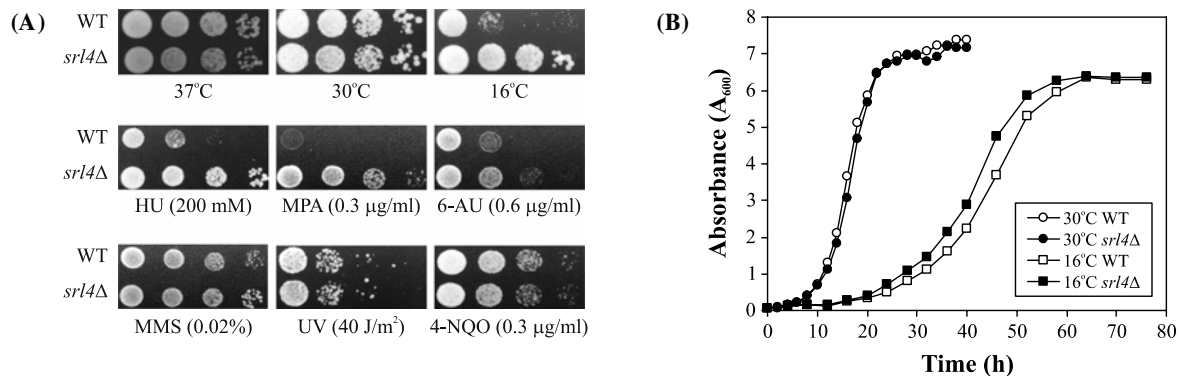 (A)
WT
srl4Δ
37°C 30°C 16°C
WT
srl4Δ
HU (200 mM) MPA (0.3 μg/ml) 6-AU (0.6 μg/ml)
WT
srl4Δ
MMS (0.02%) UV (40 J/m²) 4-NQO (0.3 μg/ml)
(B)
Absorbance (A600)
8
7
6
5
4
3
2
1
0
0 10 20 30 40 50 60 70 80
Time (h)
30°C WT
30°C srl4Δ
16°C WT
16°C srl4Δ